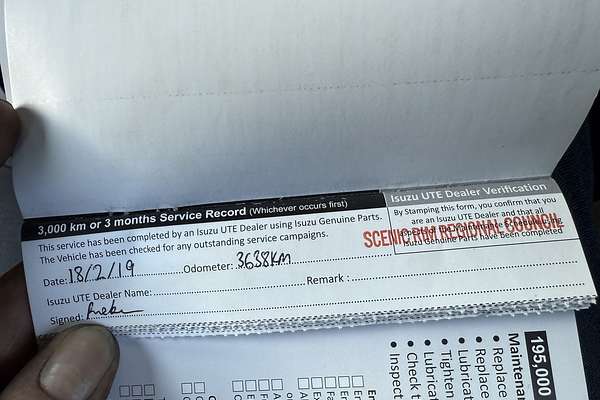 3,000 km or 3 months Service Record (Whichever occurs first)
This service has been completed by an Isuzu UTE Dealer using Isuzu Genuine Parts.
The Vehicle has been checked for any outstanding service campaigns.
Date: 18/2/19 Odometer: 3638KM
Isuzu UTE Dealer Name: Remark :
Signed:
Isuzu UTE Dealer Verification
By Stamping this form, you confirm that you
are an Isuzu UTE Dealer and that all
SCENIC RIM REGIONAL COUNCIL
Isuzu Genuine Parts have been completed
195,000
Maintenan
• Replac
• Replace
• Lubrica
• Tighten
• Check t
• Lubrica
• Inspect